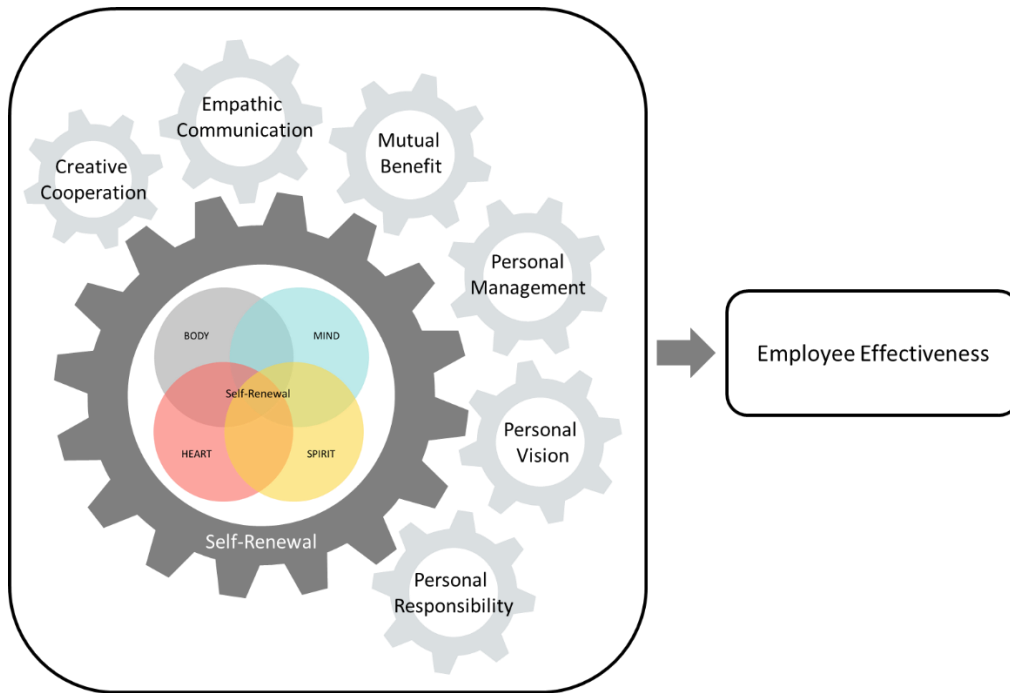 Empathic
Communication
Mutual
Benefit
Creative
Cooperation
Personal
Management
BODY
MIND
Self-Renewal
HEART
SPIRIT
Personal
Vision
Self-Renewal
Personal
Responsibility
Employee Effectiveness